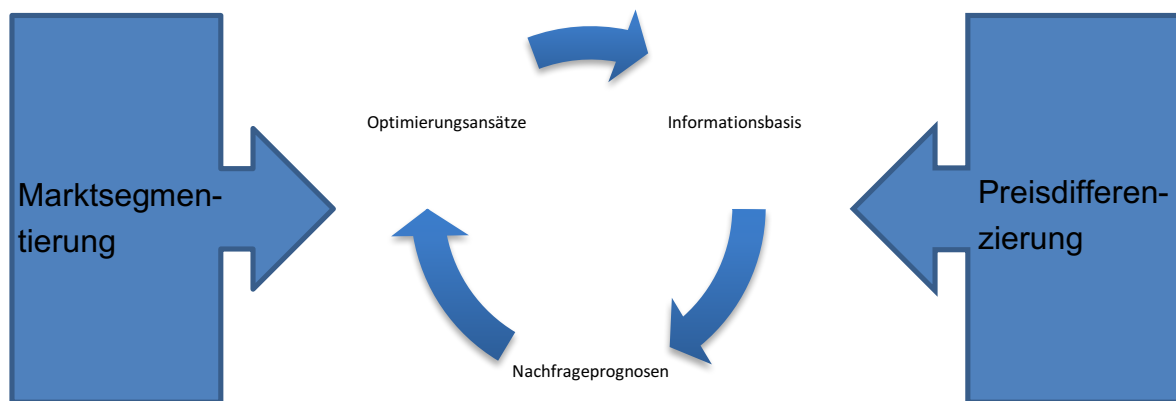 Optimierungsansätze
Informationsbasis
Marktsegmen-
tierung
Preisdifferen-
zierung
Nachfrageprognosen